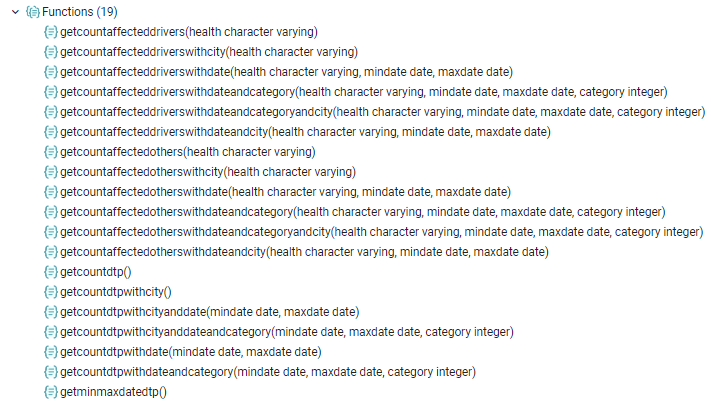 Functions (19)
getcountaffecteddrivers(health character varying)
getcountaffecteddriverswithcity(health character varying)
getcountaffecteddriverswithdate(health character varying, mindate date, maxdate date)
getcountaffecteddriverswithdateandcategory(health character varying, mindate date, maxdate date, category integer)
getcountaffecteddriverswithdateandcategoryandcity(health character varying, mindate date, maxdate date, category integer)
getcountaffecteddriverswithdateandcity(health character varying, mindate date, maxdate date)
getcountaffectedothers(health character varying)
getcountaffectedotherswithcity(health character varying)
getcountaffectedotherswithdate(health character varying, mindate date, maxdate date)
getcountaffectedotherswithdateandcategory(health character varying, mindate date, maxdate date, category integer)
getcountaffectedotherswithdateandcategoryandcity(health character varying, mindate date, maxdate date, category integer)
getcountaffectedotherswithdateandcity(health character varying, mindate date, maxdate date)
getcountdtp()
getcountdtpwithcity()
getcountdtpwithcityanddate(mindate date, maxdate date)
getcountdtpwithcityanddateandcategory(mindate date, maxdate date, category integer)
getcountdtpwithdate(mindate date, maxdate date)
getcountdtpwithdateandcategory(mindate date, maxdate date, category integer)
getminmaxdatedtp()